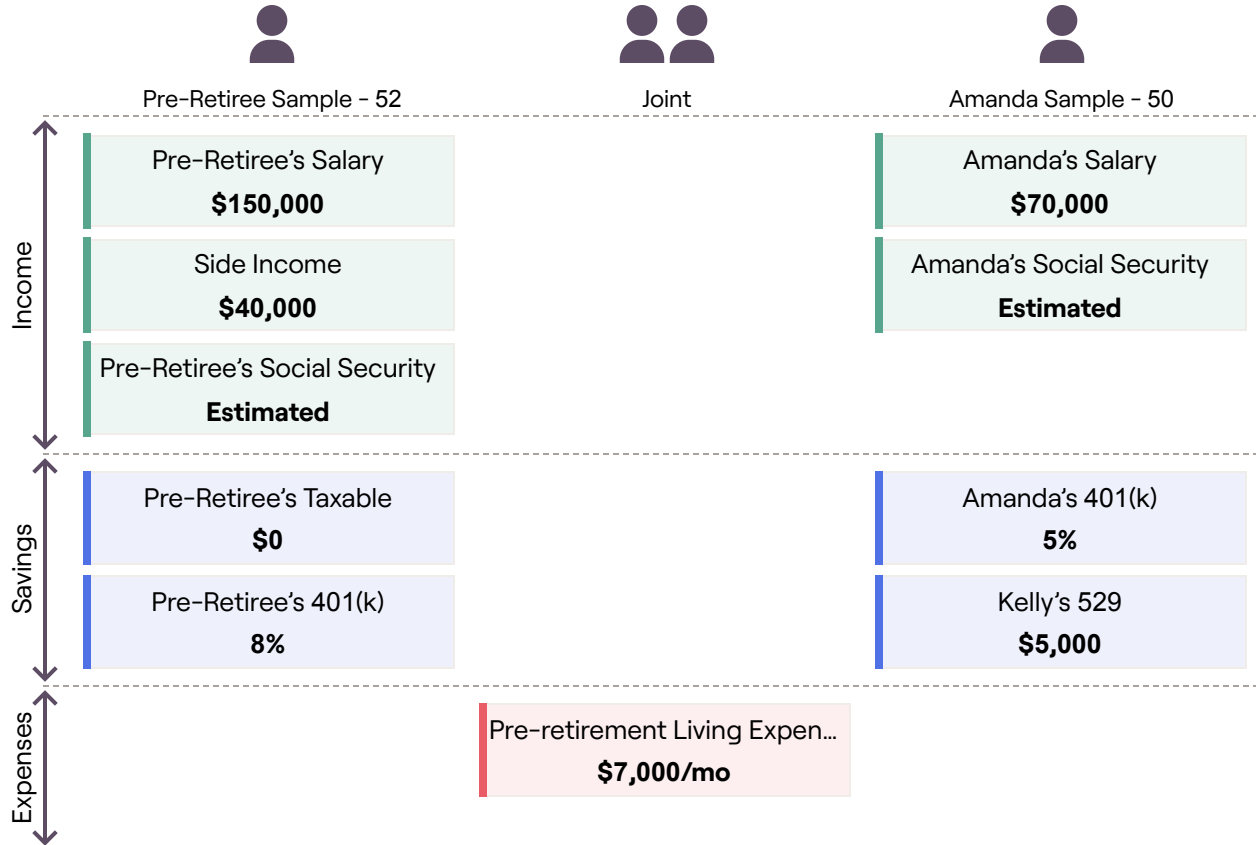 Pre-Retiree Sample - 52
Joint
Amanda Sample - 50
Income
Pre-Retiree's Salary
$150,000
Side Income
$40,000
Pre-Retiree's Social Security
Estimated
Amanda's Salary
$70,000
Amanda's Social Security
Estimated
Savings
Pre-Retiree's Taxable
$0
Pre-Retiree's 401(k)
8%
Amanda's 401(k)
5%
Kelly's 529
$5,000
Expenses
Pre-retirement Living Expen...
$7,000/mo